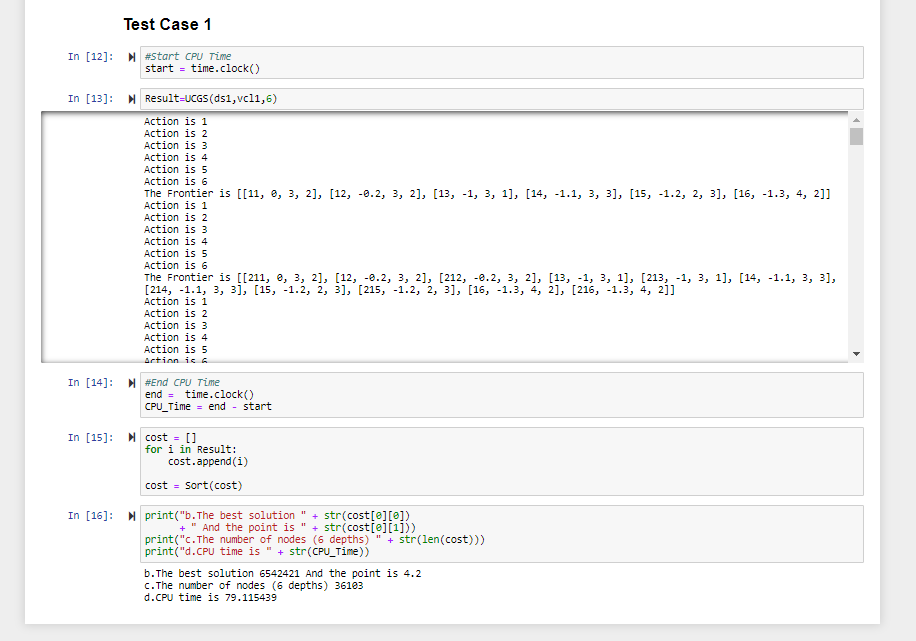 Test Case 1
In [12]: #Start CPU Time
start = time.clock()
In [13]: Result=UCGS(ds1,vcl1,6)
Action is 1
Action is 2
Action is 3
Action is 4
Action is 5
Action is 6
The Frontier is [[11, 0, 3, 2], [12, -0.2, 3, 2], [13, -1, 3, 1], [14, -1.1, 3, 3], [15, -1.2, 2, 3], [16, -1.3, 4, 2]]
Action is 1
Action is 2
Action is 3
Action is 4
Action is 5
Action is 6
The Frontier is [[211, 0, 3, 2], [12, -0.2, 3, 2], [212, -0.2, 3, 2], [13, -1, 3, 1], [213, -1, 3, 1], [14, -1.1, 3, 3],
[214, -1.1, 3, 3], [15, -1.2, 2, 3], [215, -1.2, 2, 3], [16, -1.3, 4, 2], [216, -1.3, 4, 2]]
Action is 1
Action is 2
Action is 3
Action is 4
Action is 5
Action is 6
In [14]: #End CPU Time
end =  time.clock()
CPU_Time = end - start
In [15]: cost = []
for i in Result:
    cost.append(i)
cost = Sort(cost)
In [16]: print("b.The best solution " + str(cost[0][0])
      + " And the point is " + str(cost[0][1]))
print("c.The number of nodes (6 depths) " + str(len(cost)))
print("d.CPU time is " + str(CPU_Time))
b.The best solution 6542421 And the point is 4.2
c.The number of nodes (6 depths) 36103
d.CPU time is 79.115439